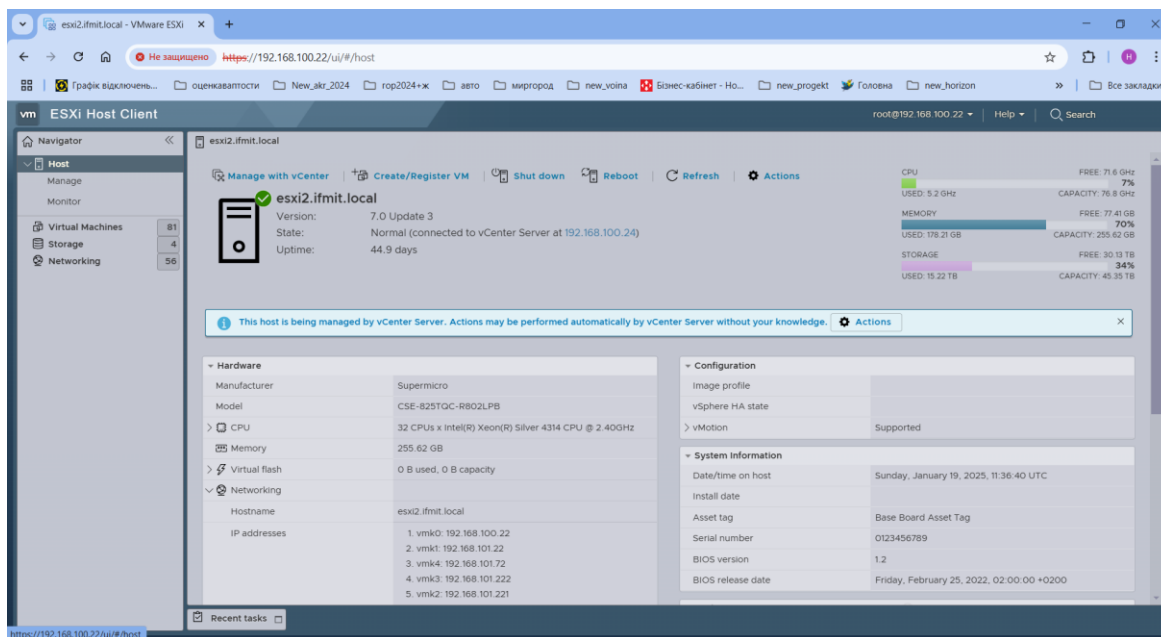 esxi2.ifmit.local - VMware ESXi
Не защищено https://192.168.100.22/ui/#/host
H
Графік відключень... оценкаваптости New_akr_2024 гор2024+ж авто миргород new_voina Бізнес-кабінет - Но... new_progekt Головна new_horizon » Все закладки
vm ESXi Host Client root@192.168.100.22 Help Search
Navigator
Host
Manage
Monitor
Virtual Machines 81
Storage 4
Networking 56
esxi2.ifmit.local
Manage with vCenter Create/Register VM Shut down Reboot Refresh Actions
esxi2.ifmit.local
Version: 7.0 Update 3
State: Normal (connected to vCenter Server at 192.168.100.24)
Uptime: 44.9 days
CPU FREE: 71.6 GHz
7%
USED: 5.2 GHz CAPACITY: 76.8 GHz
MEMORY FREE: 77.41 GB
70%
USED: 178.21 GB CAPACITY: 255.62 GB
STORAGE FREE: 30.13 TB
34%
USED: 15.22 TB CAPACITY: 45.35 TB
This host is being managed by vCenter Server. Actions may be performed automatically by vCenter Server without your knowledge. Actions
Hardware
Manufacturer Supermicro
Model CSE-825TQC-R802LPB
CPU 32 CPUs x Intel(R) Xeon(R) Silver 4314 CPU @ 2.40GHz
Memory 255.62 GB
Virtual flash 0 B used, 0 B capacity
Networking
Hostname esxi2.ifmit.local
IP addresses 1. vmk0: 192.168.100.22
2. vmk1: 192.168.101.22
3. vmk4: 192.168.101.72
4. vmk3: 192.168.101.222
5. vmk2: 192.168.101.221
Configuration
Image profile
vSphere HA state
vMotion Supported
System Information
Date/time on host Sunday, January 19, 2025, 11:36:40 UTC
Install date
Asset tag Base Board Asset Tag
Serial number 0123456789
BIOS version 1.2
BIOS release date Friday, February 25, 2022, 02:00:00 +0200
Recent tasks
https://192.168.100.22/ui/#/host